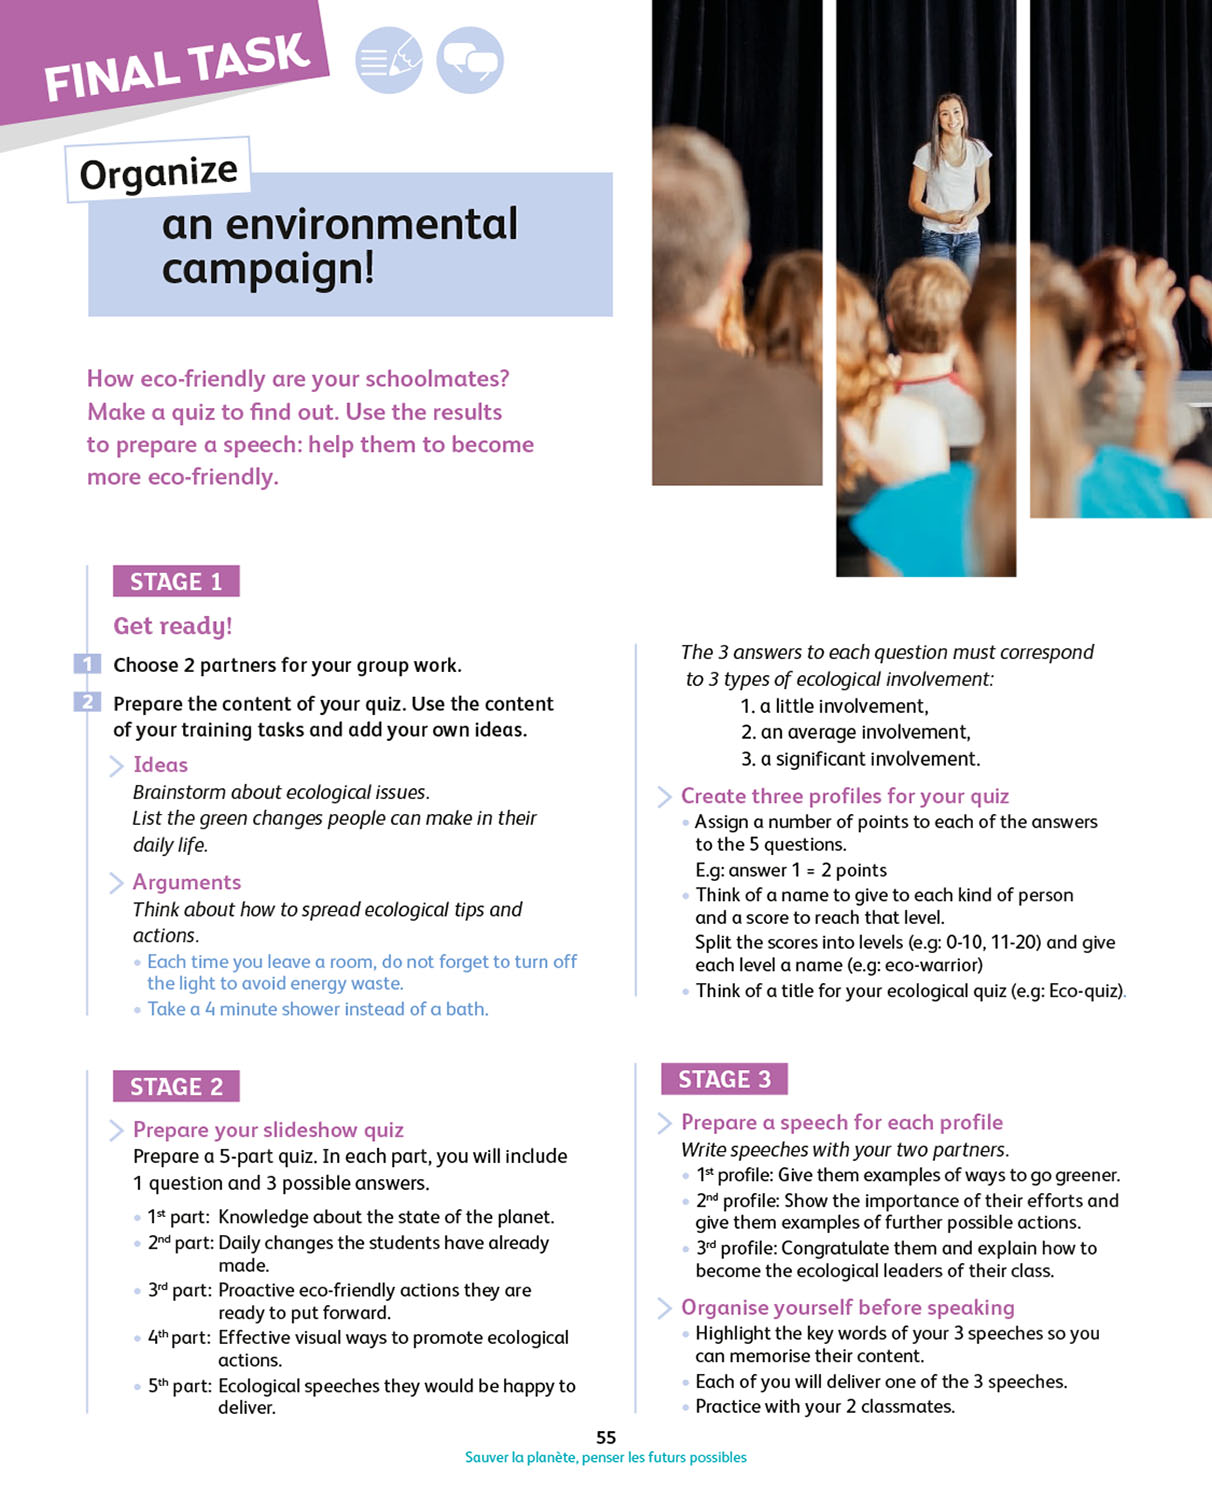 FINAL TASK
Organize
an environmental
campaign!
How eco-friendly are your schoolmates?
Make a quiz to find out. Use the results
to prepare a speech: help them to become
more eco-friendly.
STAGE 1
Get ready!
1 Choose 2 partners for your group work.
2 Prepare the content of your quiz. Use the content
of your training tasks and add your own ideas.
Ideas
Brainstorm about ecological issues.
List the green changes people can make in their
daily life.
Arguments
Think about how to spread ecological tips and
actions.
• Each time you leave a room, do not forget to turn off
the light to avoid energy waste.
• Take a 4 minute shower instead of a bath.
The 3 answers to each question must correspond
to 3 types of ecological involvement:
1. a little involvement,
2. an average involvement,
3. a significant involvement.
Create three profiles for your quiz
• Assign a number of points to each of the answers
to the 5 questions.
E.g: answer 1 = 2 points
• Think of a name to give to each kind of person
and a score to reach that level.
Split the scores into levels (e.g: 0-10, 11-20) and give
each level a name (e.g: eco-warrior)
• Think of a title for your ecological quiz (e.g: Eco-quiz).
STAGE 2
Prepare your slideshow quiz
Prepare a 5-part quiz. In each part, you will include
1 question and 3 possible answers.
• 1st part: Knowledge about the state of the planet.
• 2nd part: Daily changes the students have already
made.
• 3rd part: Proactive eco-friendly actions they are
ready to put forward.
• 4th part: Effective visual ways to promote ecological
actions.
• 5th part: Ecological speeches they would be happy to
deliver.
STAGE 3
Prepare a speech for each profile
Write speeches with your two partners.
• 1st profile: Give them examples of ways to go greener.
• 2nd profile: Show the importance of their efforts and
give them examples of further possible actions.
• 3rd profile: Congratulate them and explain how to
become the ecological leaders of their class.
Organise yourself before speaking
• Highlight the key words of your 3 speeches so you
can memorise their content.
• Each of you will deliver one of the 3 speeches.
• Practice with your 2 classmates.
55
Sauver la planète, penser les futurs possibles